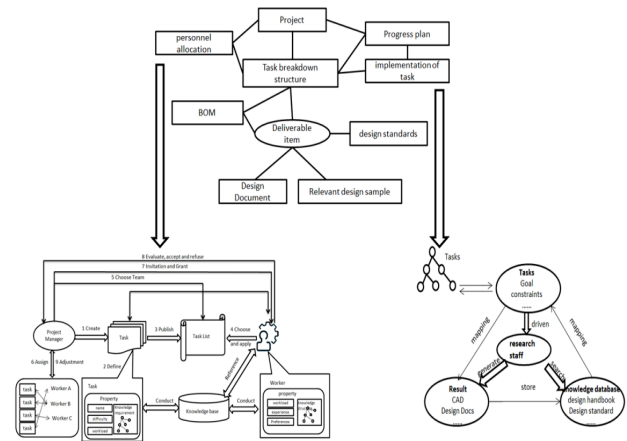 Project
personnel
allocation
Progress plan
Task breakdown
structure
implementation of
task
BOM
Deliverable
item
design standards
Design
Document
Relevant design sample
8 Evaluate, accept and refuse
7 Invitation and Grant
5 Choose Team
Project
Manager
1 Create
Task
3 Publish
Task List
4 Choose
and apply
6 Assign
9 Adjustment
2 Define
task
task
task
task
Worker A
Worker B
Worker C
Task
Property
name
difficulty
workload
Knowledge
requirement
Conduct
Knowledge base
Conduct
inference
Worker
property
workload
experience
Preferences
knowledge
Tasks
Tasks
Goal
constraints
......
driven
mapping
mapping
research
staff
generate
search
store
Result
CAD
Design Docs
......
knowledge database
design handbook
Design standard
......